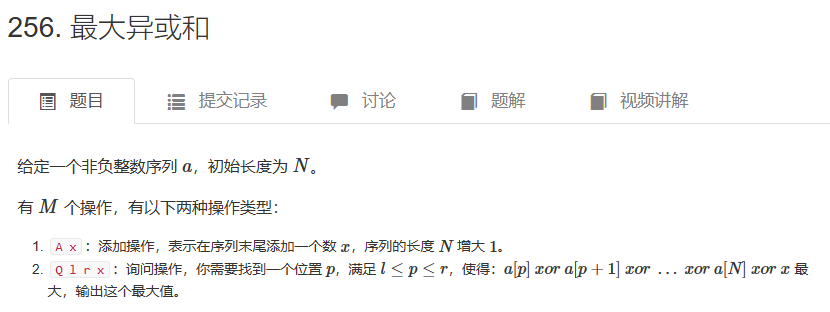 256. 最大异或和
题目 提交记录 讨论 题解 视频讲解
给定一个非负整数序列 a，初始长度为 N。
有 M 个操作，有以下两种操作类型：
1. A x：添加操作，表示在序列末尾添加一个数 x，序列的长度 N 增大 1。
2. Q l r x：询问操作，你需要找到一个位置 p，满足 l ≤ p ≤ r，使得：a[p] xor a[p + 1] xor … xor a[N] xor x 最
大，输出这个最大值。